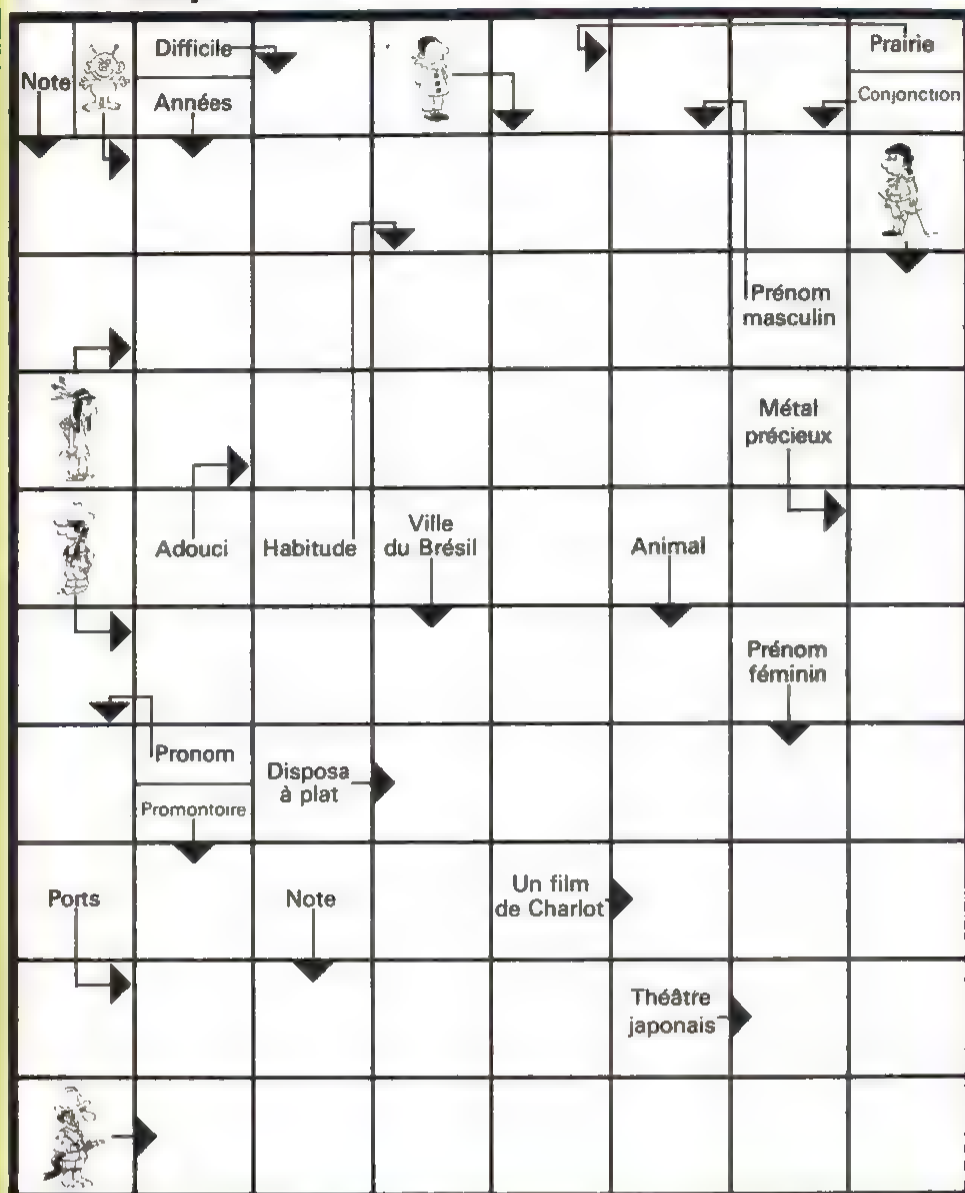 Difficile
Prairie
Note
Années
Conjonction
Prénom
masculin
Métal
précieux
Adouci
Habitude
Ville
du Brésil
Animal
Prénom
féminin
Pronom
Disposa
à plat
Promontoire
Ports
Note
Un film
de Charlot
Théâtre
japonais